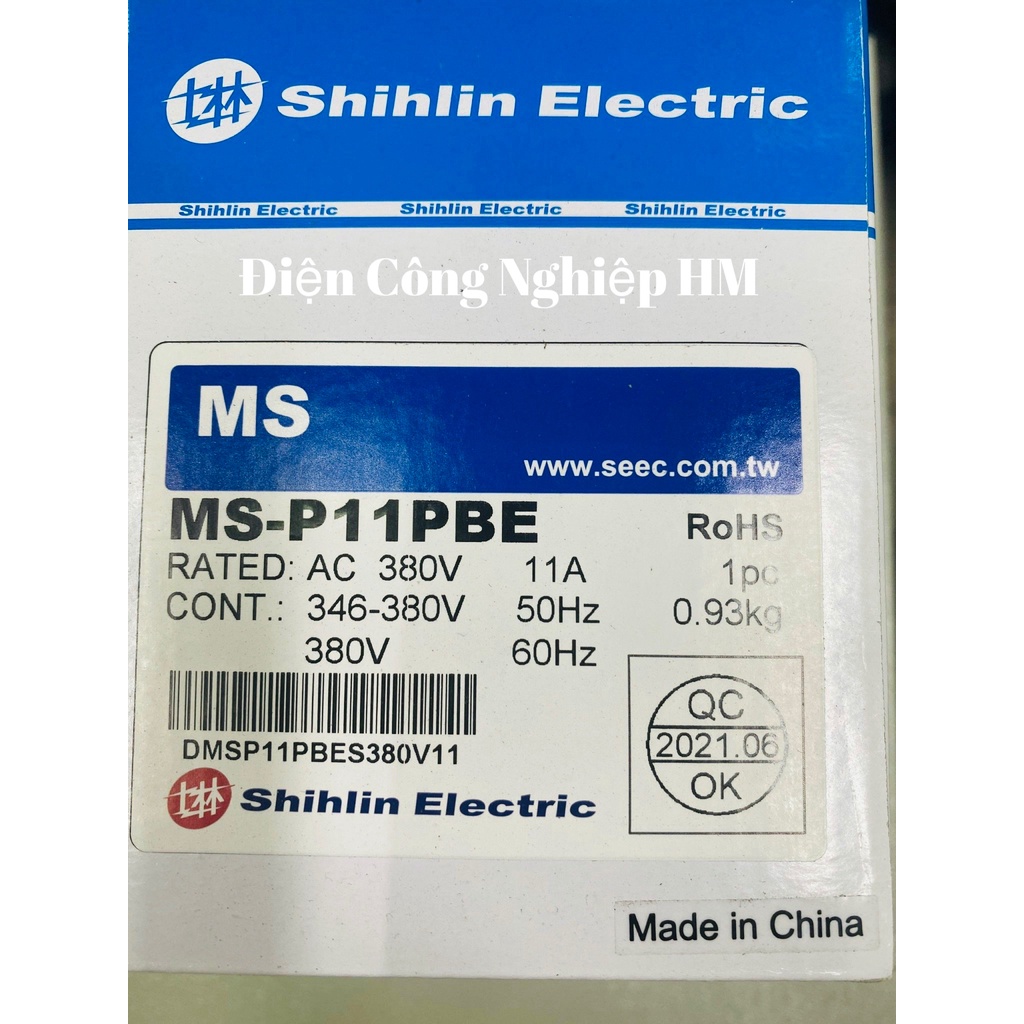 Shihlin Electric
Shihlin Electric Shihlin Electric Shihlin Electric
Điện Công Nghiệp HM
MS
www.seec.com.tw
MS-P11PBE RoHS
RATED: AC 380V 11A 1pc
CONT.: 346-380V 50Hz 0.93kg
380V 60Hz
QC
2021.06
OK
DMSP11PBES380V11
Shihlin Electric
Made in China